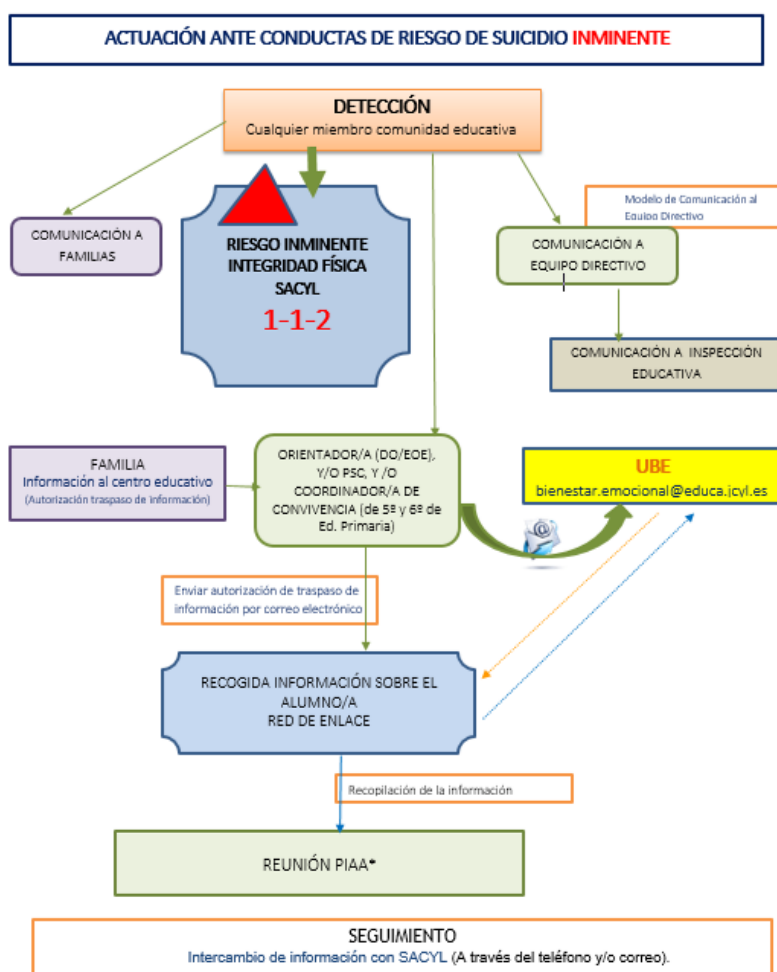 ACTUACIÓN ANTE CONDUCTAS DE RIESGO DE SUICIDIO INMINENTE
DETECCIÓN
Cualquier miembro comunidad educativa
Modelo de Comunicación al
Equipo Directivo
COMUNICACIÓN A
FAMILIAS
RIESGO INMINENTE
INTEGRIDAD FÍSICA
SACYL
1-1-2
COMUNICACIÓN A
EQUIPO DIRECTIVO
COMUNICACIÓN A INSPECCIÓN
EDUCATIVA
FAMILIA
Información al centro educativo
(Autorización traspaso de información)
ORIENTADOR/A (DO/EOE),
Y/O PSC, Y /O
COORDINADOR/A DE
CONVIVENCIA (de 5º y 6º de
Ed. Primaria)
UBE
bienestar.emocional@educa.jcyl.es
@
Enviar autorización de traspaso de
información por correo electrónico
RECOGIDA INFORMACIÓN SOBRE EL
ALUMNO/A
RED DE ENLACE
Recopilación de la información
REUNIÓN PIAA*
SEGUIMIENTO
Intercambio de información con SACYL (A través del teléfono y/o correo).